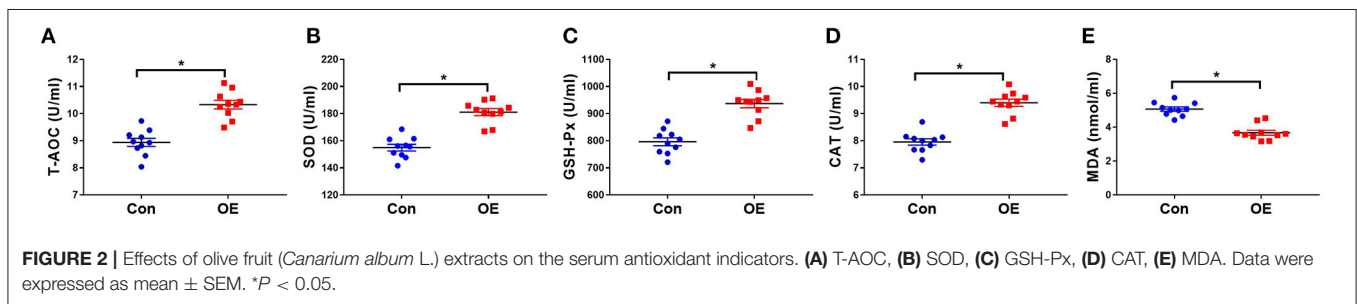 A
B
C
D
E
T-AOC (U/ml)
12
11
10
9
8
7
*
Con
OE
SOD (U/ml)
220
200
180
160
140
120
*
Con
OE
GSH-Px (U/ml)
1100
1000
900
800
700
600
*
Con
OE
CAT (U/ml)
12
11
10
9
8
7
6
*
Con
OE
MDA (nmol/ml)
8
6
4
2
0
*
Con
OE
FIGURE 2 | Effects of olive fruit (Canarium album L.) extracts on the serum antioxidant indicators. (A) T-AOC, (B) SOD, (C) GSH-Px, (D) CAT, (E) MDA. Data were
expressed as mean ± SEM. *P < 0.05.